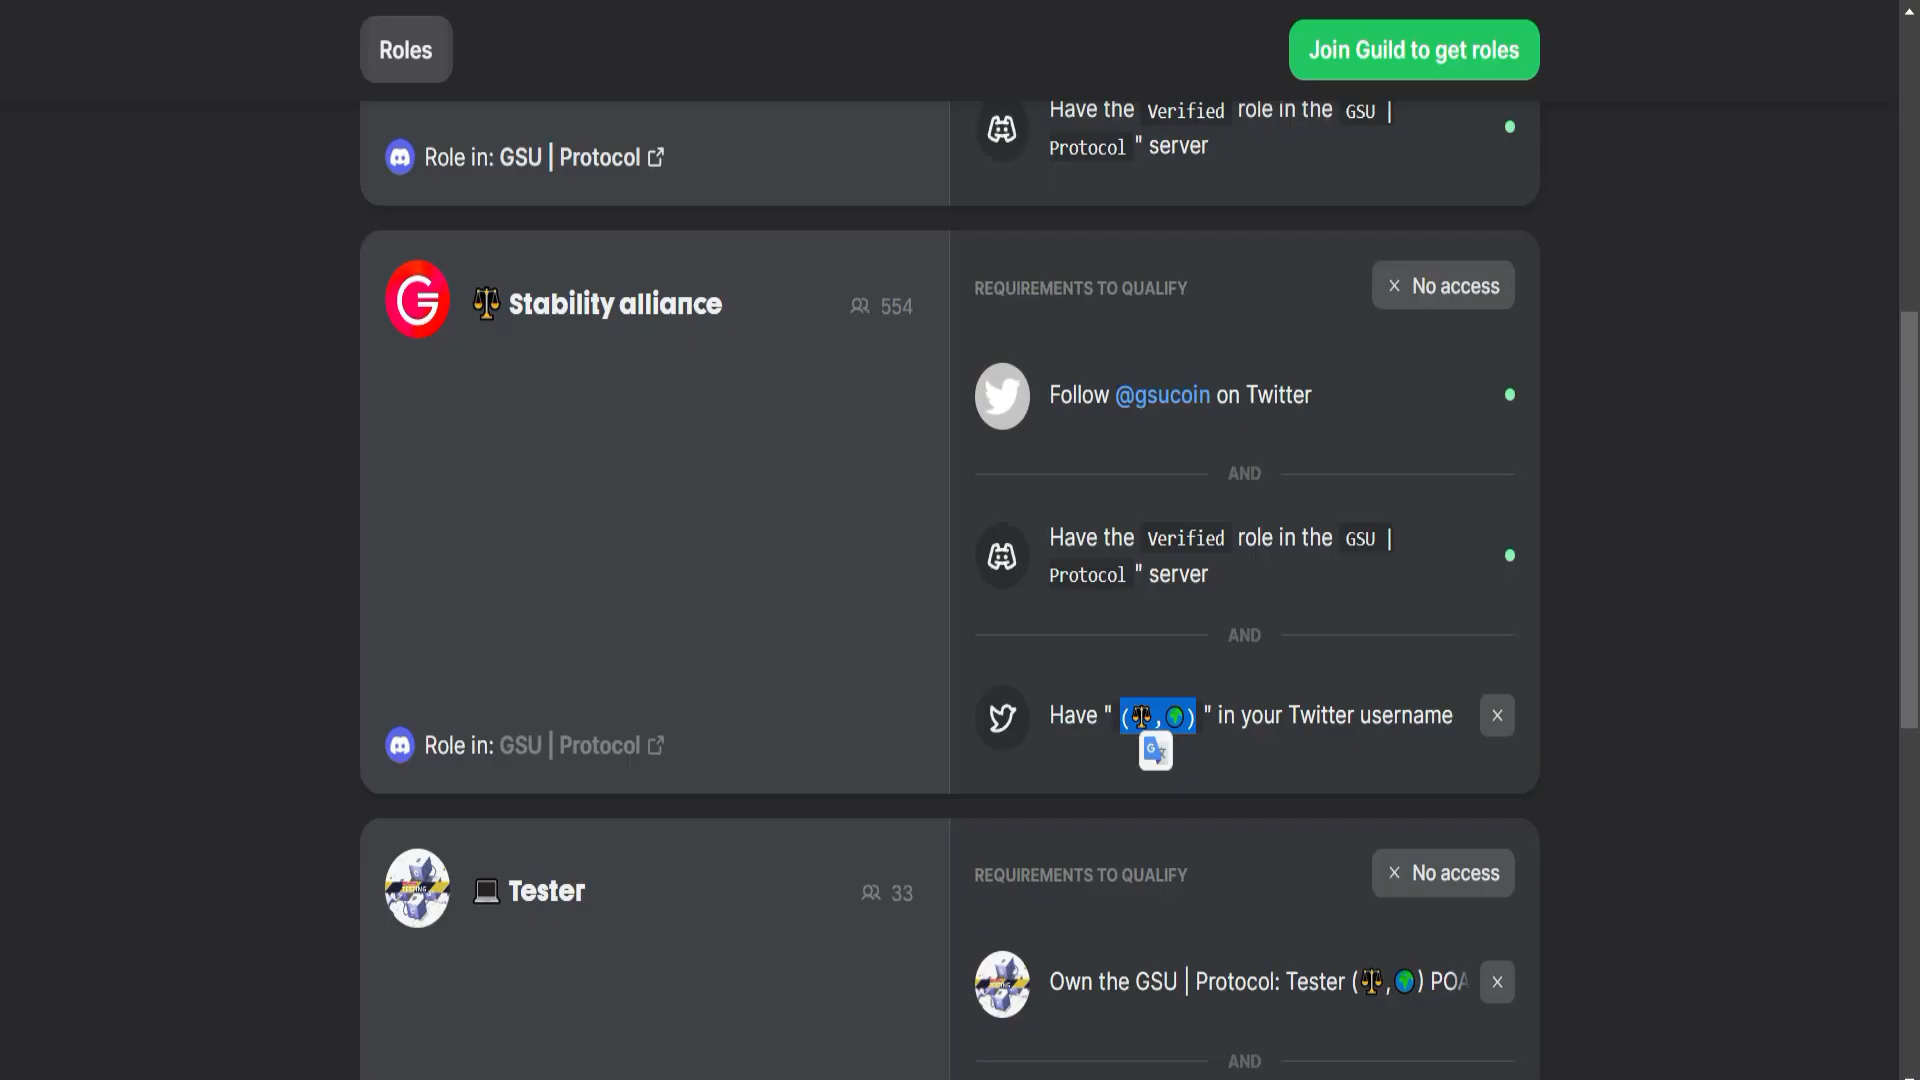 Roles
Join Guild to get roles
Have the Verified role in the GSU |
Protocol " server
Role in: GSU | Protocol
⚖️ Stability alliance
554
REQUIREMENTS TO QUALIFY
No access
Follow @gsucoin on Twitter
AND
Have the Verified role in the GSU |
Protocol " server
AND
Have " (⚖️,🌍) " in your Twitter username
Role in: GSU | Protocol
💻 Tester
33
REQUIREMENTS TO QUALIFY
No access
TESTING
Own the GSU | Protocol: Tester (⚖️,🌍) POA
AND